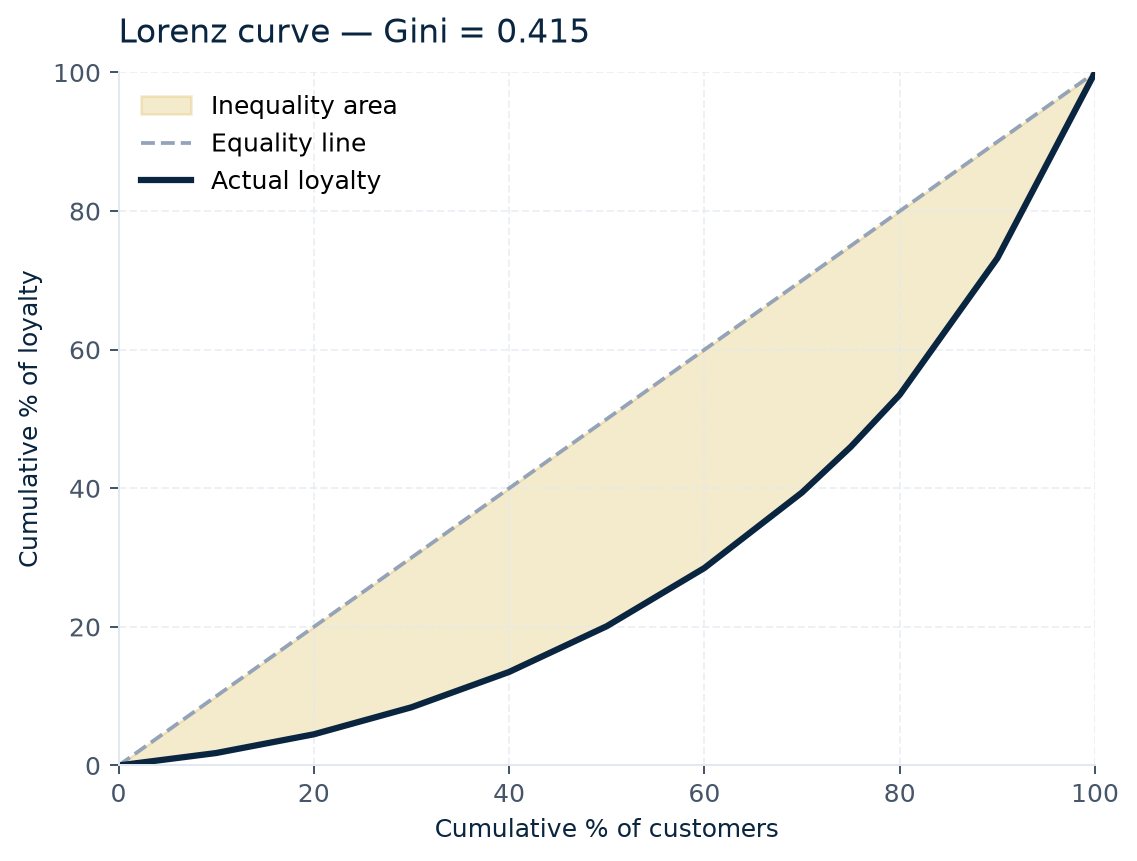 Lorenz curve — Gini = 0.415
Inequality area
Equality line
Actual loyalty
Cumulative % of loyalty
100
80
60
40
20
0
0 20 40 60 80 100
Cumulative % of customers